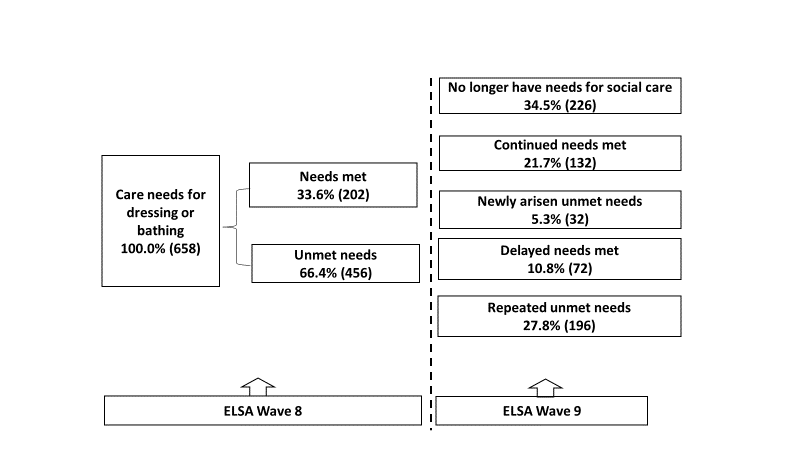 Care needs for
dressing or
bathing
100.0% (658)
Needs met
33.6% (202)
Unmet needs
66.4% (456)
No longer have needs for social care
34.5% (226)
Continued needs met
21.7% (132)
Newly arisen unmet needs
5.3% (32)
Delayed needs met
10.8% (72)
Repeated unmet needs
27.8% (196)
ELSA Wave 8
ELSA Wave 9